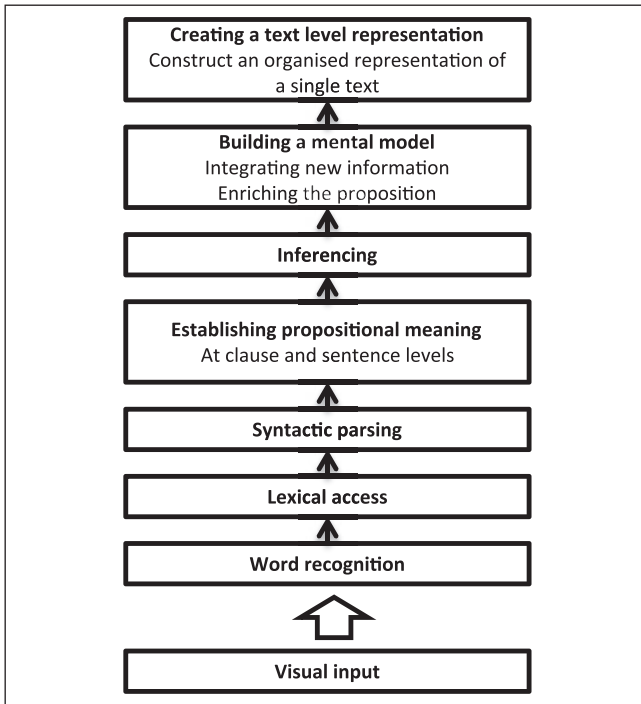 Creating a text level representation
Construct an organised representation of
a single text
Building a mental model
Integrating new information
Enriching the proposition
Inferencing
Establishing propositional meaning
At clause and sentence levels
Syntactic parsing
Lexical access
Word recognition
Visual input